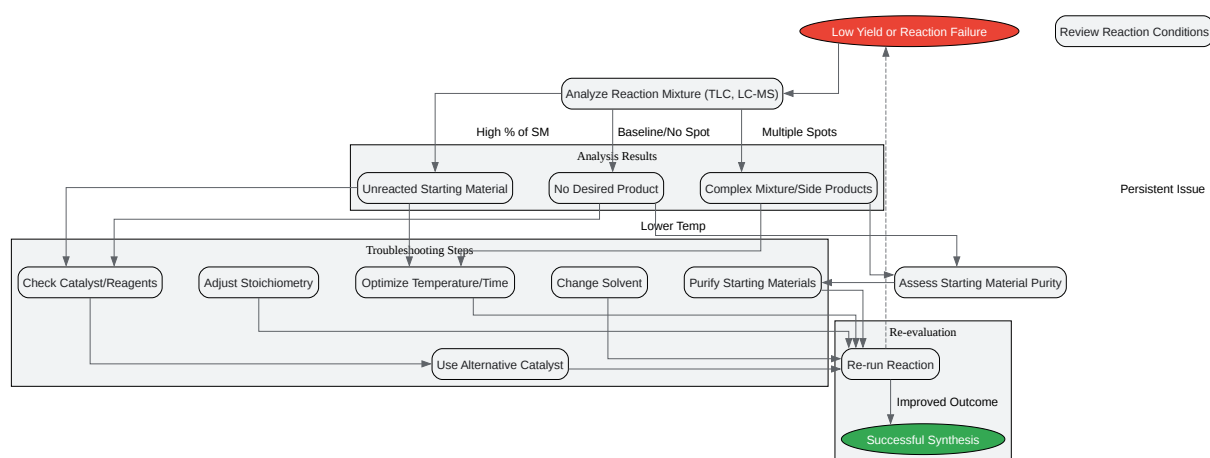 Low Yield or Reaction Failure
Review Reaction Conditions
Analyze Reaction Mixture (TLC, LC-MS)
High % of SM
Baseline/No Spot
Multiple Spots
Analysis Results
Unreacted Starting Material
No Desired Product
Complex Mixture/Side Products
Persistent Issue
Lower Temp
Troubleshooting Steps
Check Catalyst/Reagents
Adjust Stoichiometry
Optimize Temperature/Time
Change Solvent
Purify Starting Materials
Assess Starting Material Purity
Re-evaluation
Use Alternative Catalyst
Re-run Reaction
Improved Outcome
Successful Synthesis